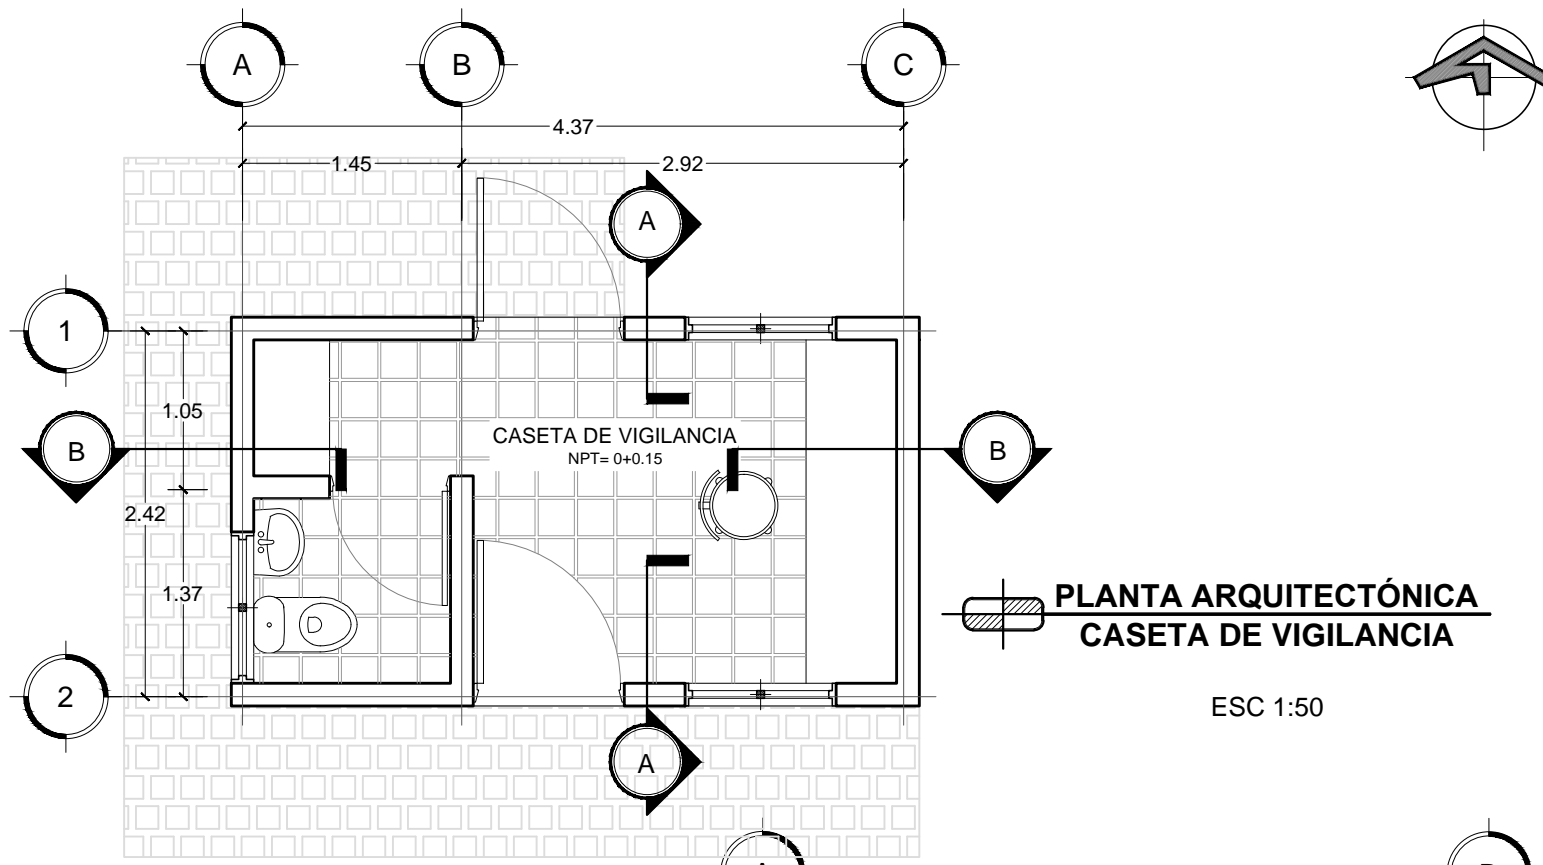 A
B
C
4.37
1.45
2.92
A
1
1.05
CASETA DE VIGILANCIA
NPT= 0+0.15
B
B
2.42
1.37
PLANTA ARQUITECTÓNICA
CASETA DE VIGILANCIA
2
ESC 1:50
A